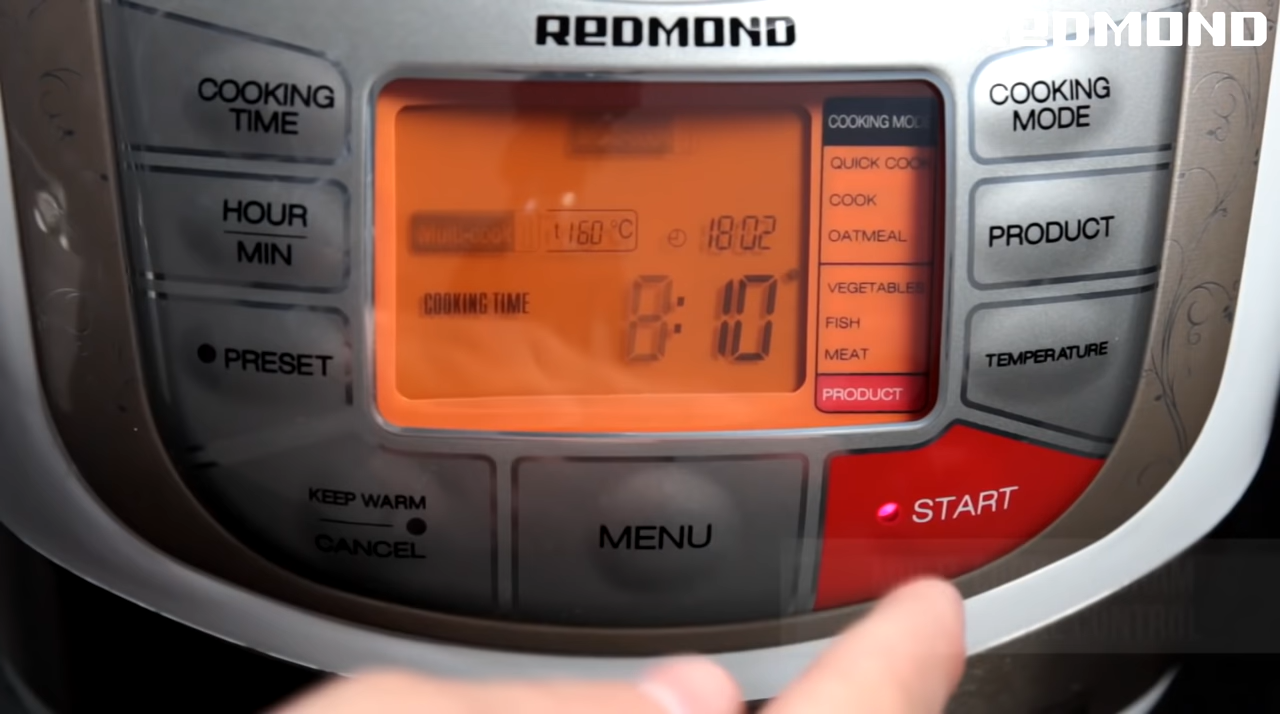 REDMOND
REDMOND
COOKING
TIME
HOUR
MIN
PRESET
160 °C
18:02
COOKING TIME
:10
COOKING MODE
QUICK COOK
COOK
OATMEAL
VEGETABLES
FISH
MEAT
PRODUCT
COOKING
MODE
PRODUCT
TEMPERATURE
KEEP WARM
CANCEL
MENU
START
CONTROL